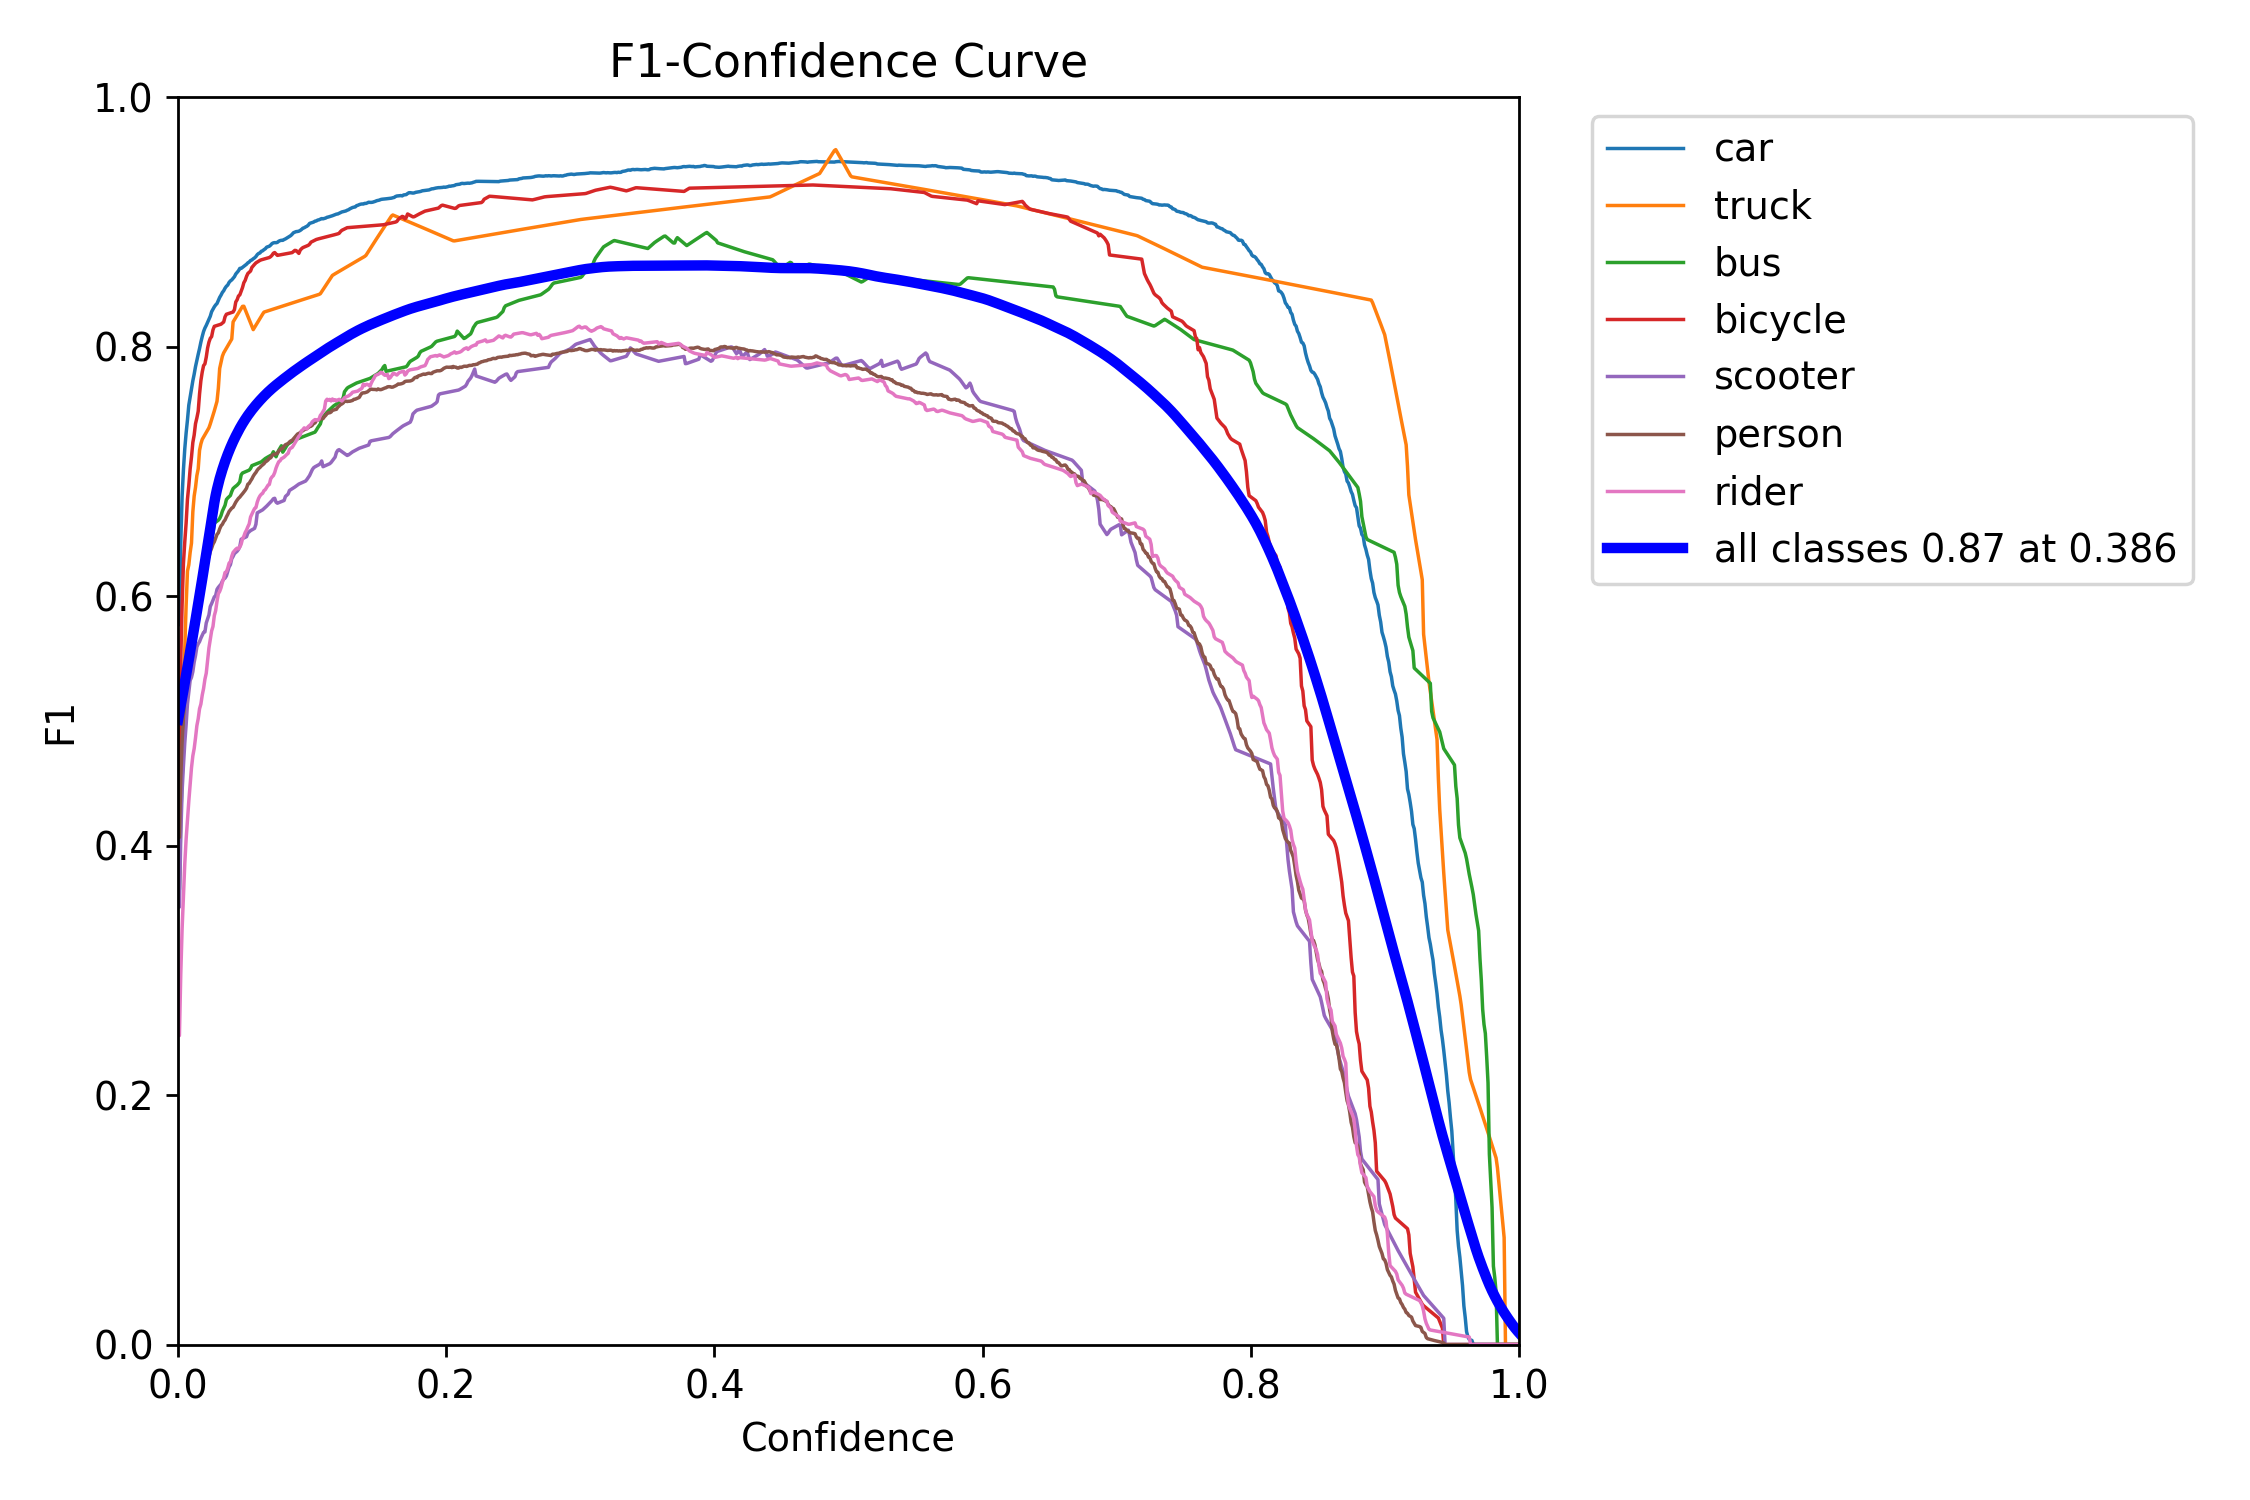 F1-Confidence Curve
1.0
0.8
0.6
0.4
0.2
0.0
F1
0.0 0.2 0.4 0.6 0.8 1.0
Confidence
car
truck
bus
bicycle
scooter
person
rider
all classes 0.87 at 0.386